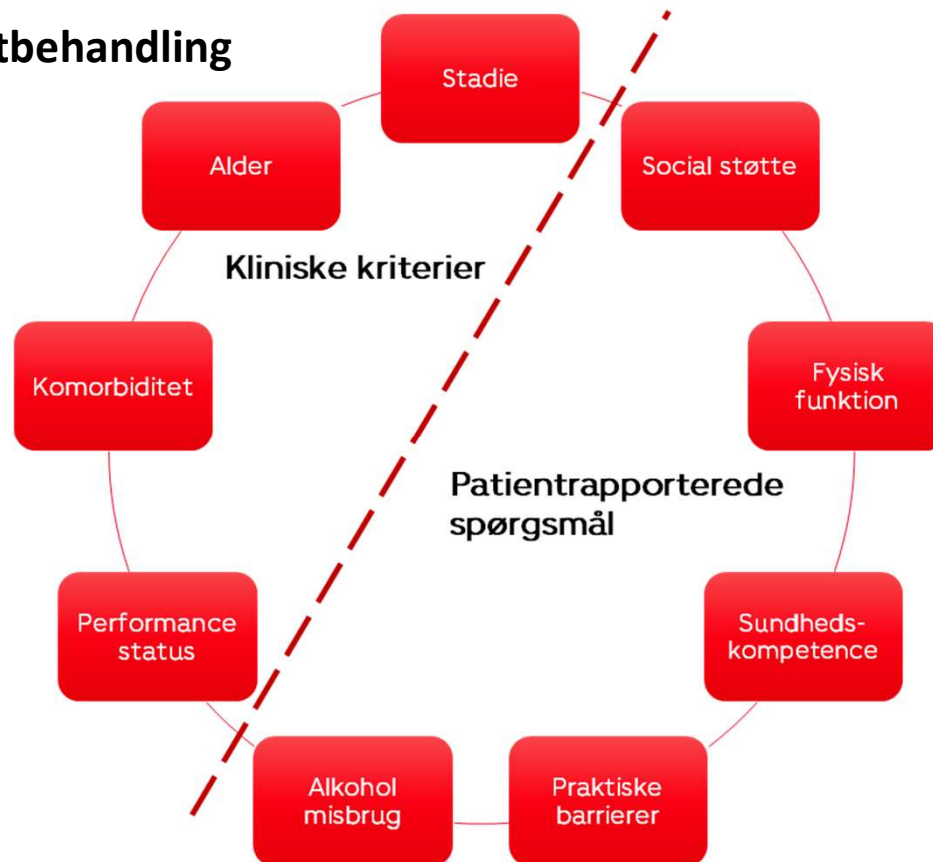 tbehandling
Stadie
Alder
Social støtte
Kliniske kriterier
Komorbiditet
Fysisk
funktion
Patientrapporterede
spørgsmål
Performance
status
Sundheds-
kompetence
Alkohol
misbrug
Praktiske
barrierer